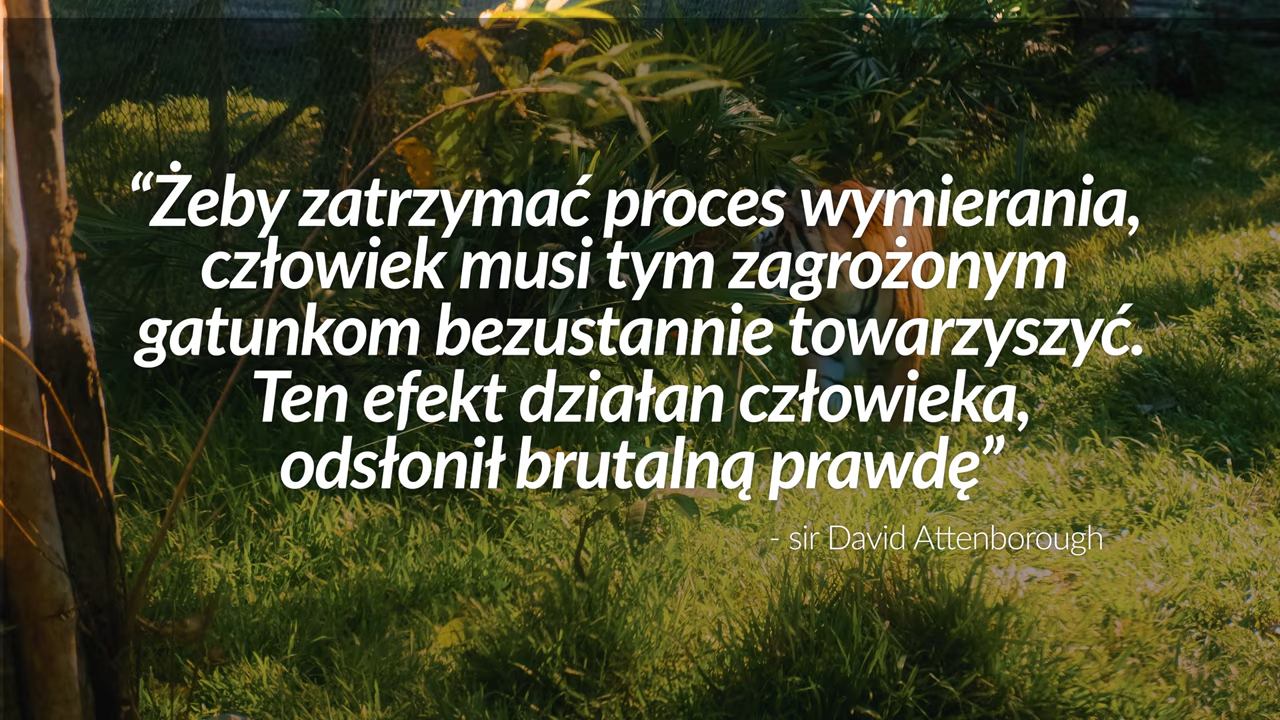 “Żeby zatrzymać proces wymierania,
człowiek musi tym zagrożonym
gatunkom bezustannie towarzyszyć.
Ten efekt działan człowieka,
odsłonił brutalną prawdę”
- sir David Attenborough